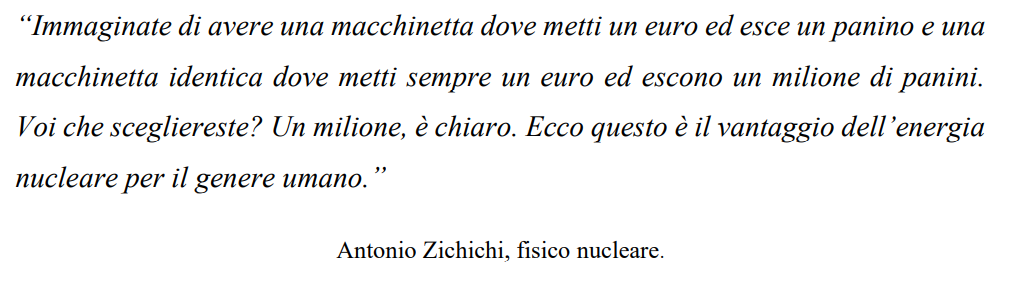 “Immaginate di avere una macchinetta dove metti un euro ed esce un panino e una
macchinetta identica dove metti sempre un euro ed escono un milione di panini.
Voi che scegliereste? Un milione, è chiaro. Ecco questo è il vantaggio dell’energia
nucleare per il genere umano.”
Antonio Zichichi, fisico nucleare.